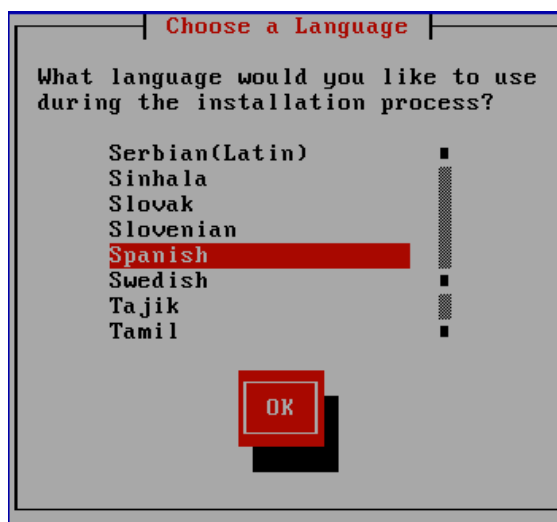 Choose a Language
What language would you like to use
during the installation process?
Serbian(Latin)
Sinhala
Slovak
Slovenian
Spanish
Swedish
Tajik
Tamil
OK